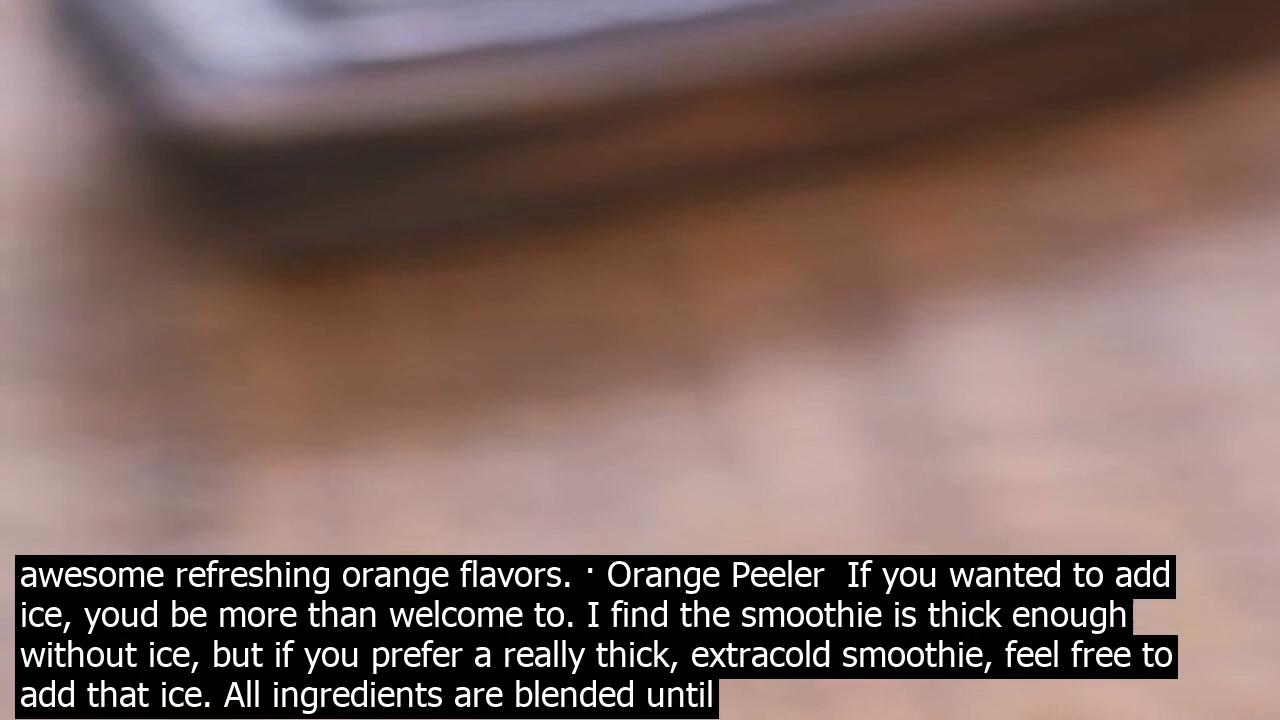 awesome refreshing orange flavors. · Orange Peeler  If you wanted to add
ice, youd be more than welcome to. I find the smoothie is thick enough
without ice, but if you prefer a really thick, extracold smoothie, feel free to
add that ice. All ingredients are blended until